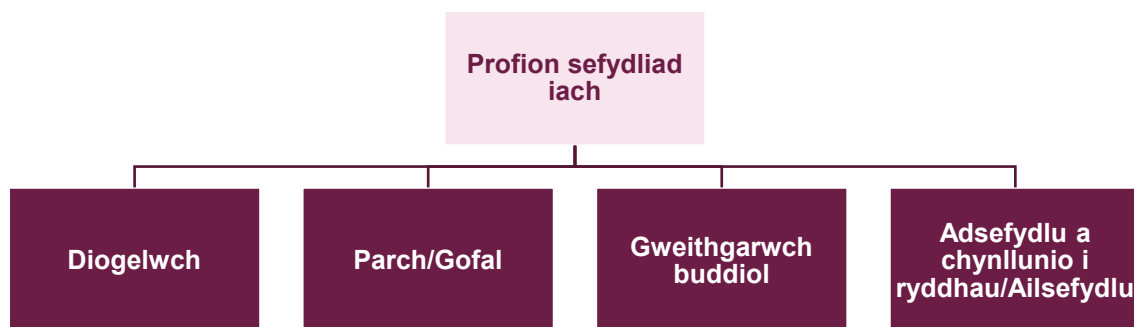 Profion sefydliad
iach
Diogelwch
Parch/Gofal
Gweithgarwch
buddiol
Adsefydlu a
chynllunio i
ryddhau/Ailsefydlu